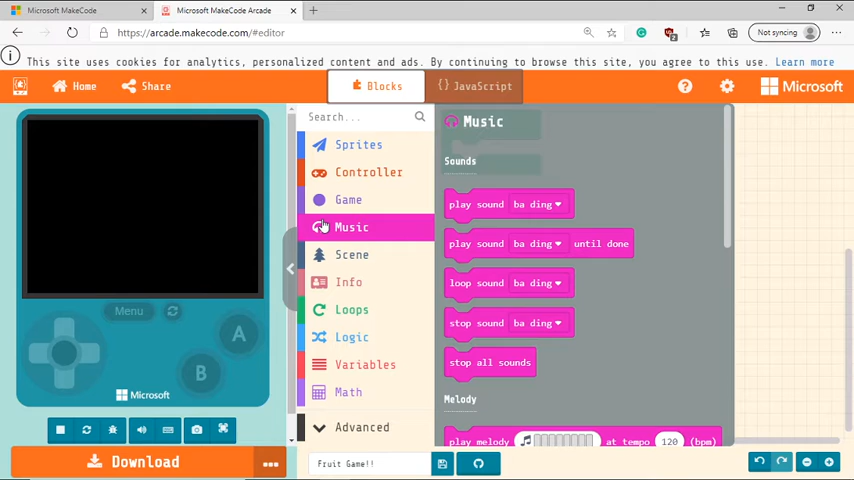 Microsoft MakeCode
Microsoft MakeCode Arcade
https://arcade.makecode.com/#editor
Not syncing
This site uses cookies for analytics, personalized content and ads. By continuing to browse this site, you agree to this use. Learn more
Home
Share
Blocks
JavaScript
Microsoft
Search...
Sprites
Controller
Game
Music
Scene
Info
Loops
Logic
Variables
Math
Advanced
Music
Sounds
play sound ba ding
play sound ba ding until done
loop sound ba ding
stop sound ba ding
stop all sounds
Melody
play melody at tempo 120 (bpm)
Menu
A
B
Microsoft
Download
Fruit Game!!